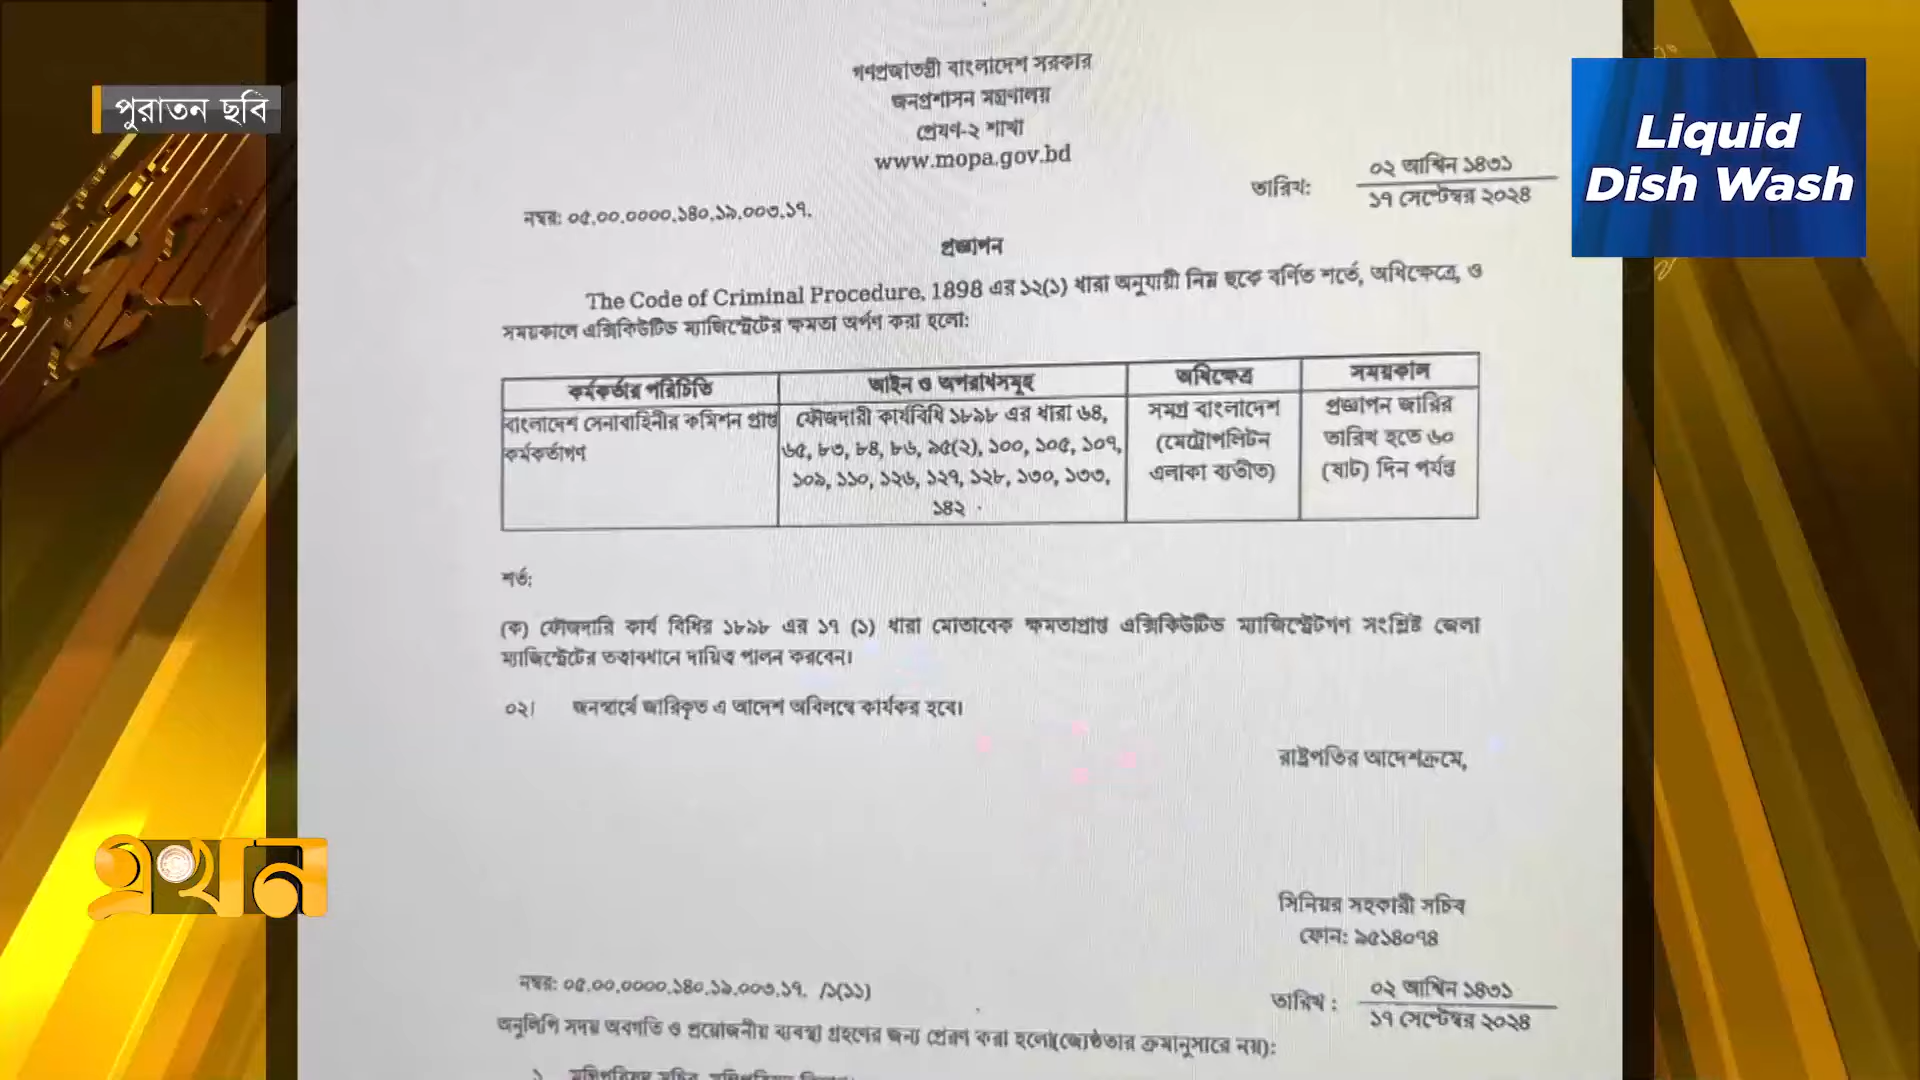 পুরাতন ছবি
Liquid
Dish Wash
গণপ্রজাতন্ত্রী বাংলাদেশ সরকার
জনপ্রশাসন মন্ত্রণালয়
প্রেষণ-২ শাখা
www.mopa.gov.bd
নম্বর: ০৫.০০.০০০০.১৪০.১৯.০০৩.১৭.
তারিখ:
০২ আশ্বিন ১৪৩১
১৭ সেপ্টেম্বর ২০২৪
প্রজ্ঞাপন
The Code of Criminal Procedure, 1898 এর ১২(১) ধারা অনুযায়ী নিম্ন ছকে বর্ণিত শর্তে, অধিক্ষেত্রে, ও
সময়কালে এক্সিকিউটিভ ম্যাজিস্ট্রেটের ক্ষমতা অর্পণ করা হলো:
কর্মকর্তার পরিচিতি
আইন ও অপরাধসমূহ
অধিক্ষেত্র
সময়কাল
বাংলাদেশ সেনাবাহিনীর কমিশন প্রাপ্ত
কর্মকর্তাগণ
ফৌজদারী কার্যবিধি ১৮৯৮ এর ধারা ৬৪,
৬৫, ৮৩, ৮৪, ৮৬, ৯৫(২), ১০০, ১০৫, ১০৭,
১০৯, ১১০, ১২৬, ১২৭, ১২৮, ১৩০, ১৩৩,
১৪২
সমগ্র বাংলাদেশ
(মেট্রোপলিটন
এলাকা ব্যতীত)
প্রজ্ঞাপন জারির
তারিখ হতে ৬০
(ষাট) দিন পর্যন্ত
শর্ত:
(ক) ফৌজদারি কার্য বিধির ১৮৯৮ এর ১৭ (১) ধারা মোতাবেক ক্ষমতাপ্রাপ্ত এক্সিকিউটিভ ম্যাজিস্ট্রেটগণ সংশ্লিষ্ট জেলা
ম্যাজিস্ট্রেটের তত্বাবধানে দায়িত্ব পালন করবেন।
০২। জনস্বার্থে জারিকৃত এ আদেশ অবিলম্বে কার্যকর হবে।
রাষ্ট্রপতির আদেশক্রমে,
সিনিয়র সহকারী সচিব
ফোন: ৯৫১৪০৭৪
নম্বর: ০৫.০০.০০০০.১৪০.১৯.০০৩.১৭. /১(১১)
তারিখ :
০২ আশ্বিন ১৪৩১
১৭ সেপ্টেম্বর ২০২৪
অনুলিপি সদয় অবগতি ও প্রয়োজনীয় ব্যবস্থা গ্রহণের জন্য প্রেরণ করা হলো(জ্যেষ্ঠতার ক্রমানুসারে নয়):
এখন